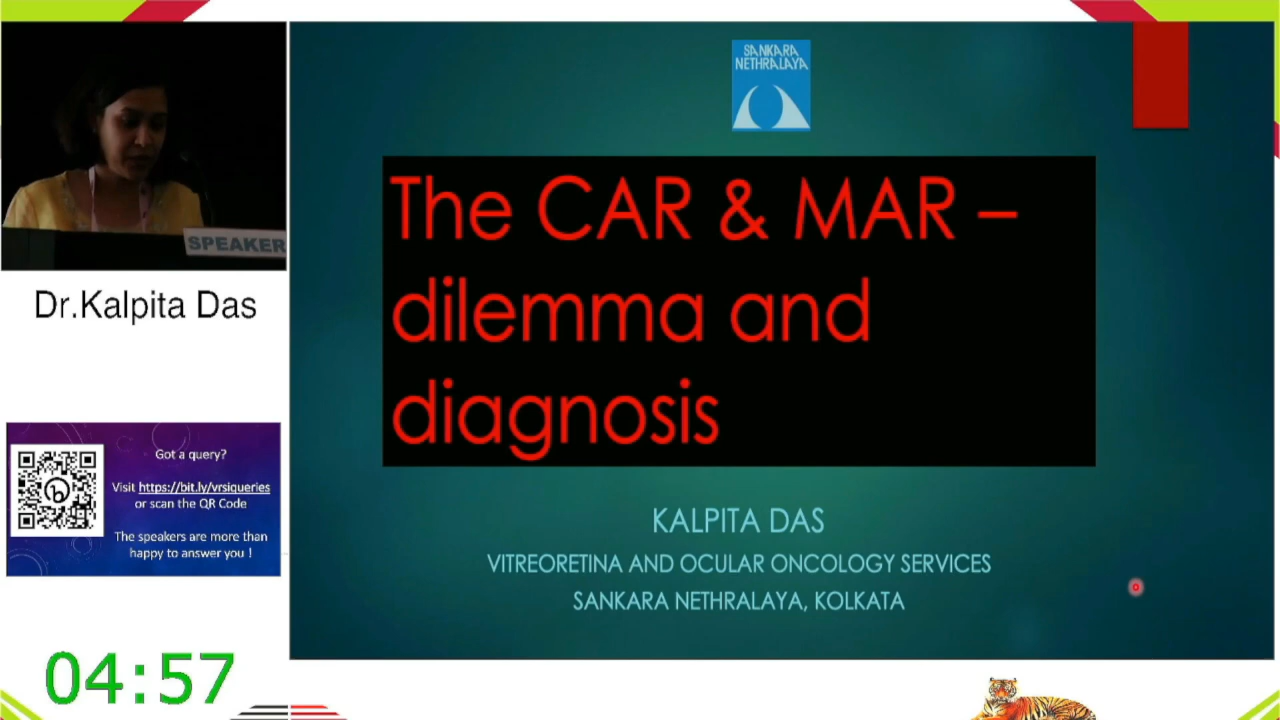 SANKARA
NETHRALAYA
The CAR & MAR –
dilemma and
diagnosis
KALPITA DAS
VITREORETINA AND OCULAR ONCOLOGY SERVICES
SANKARA NETHRALAYA, KOLKATA
SPEAKER
Dr.Kalpita Das
Got a query?
Visit https://bit.ly/vrsiqueries
or scan the QR Code
The speakers are more than
happy to answer you !
04:57